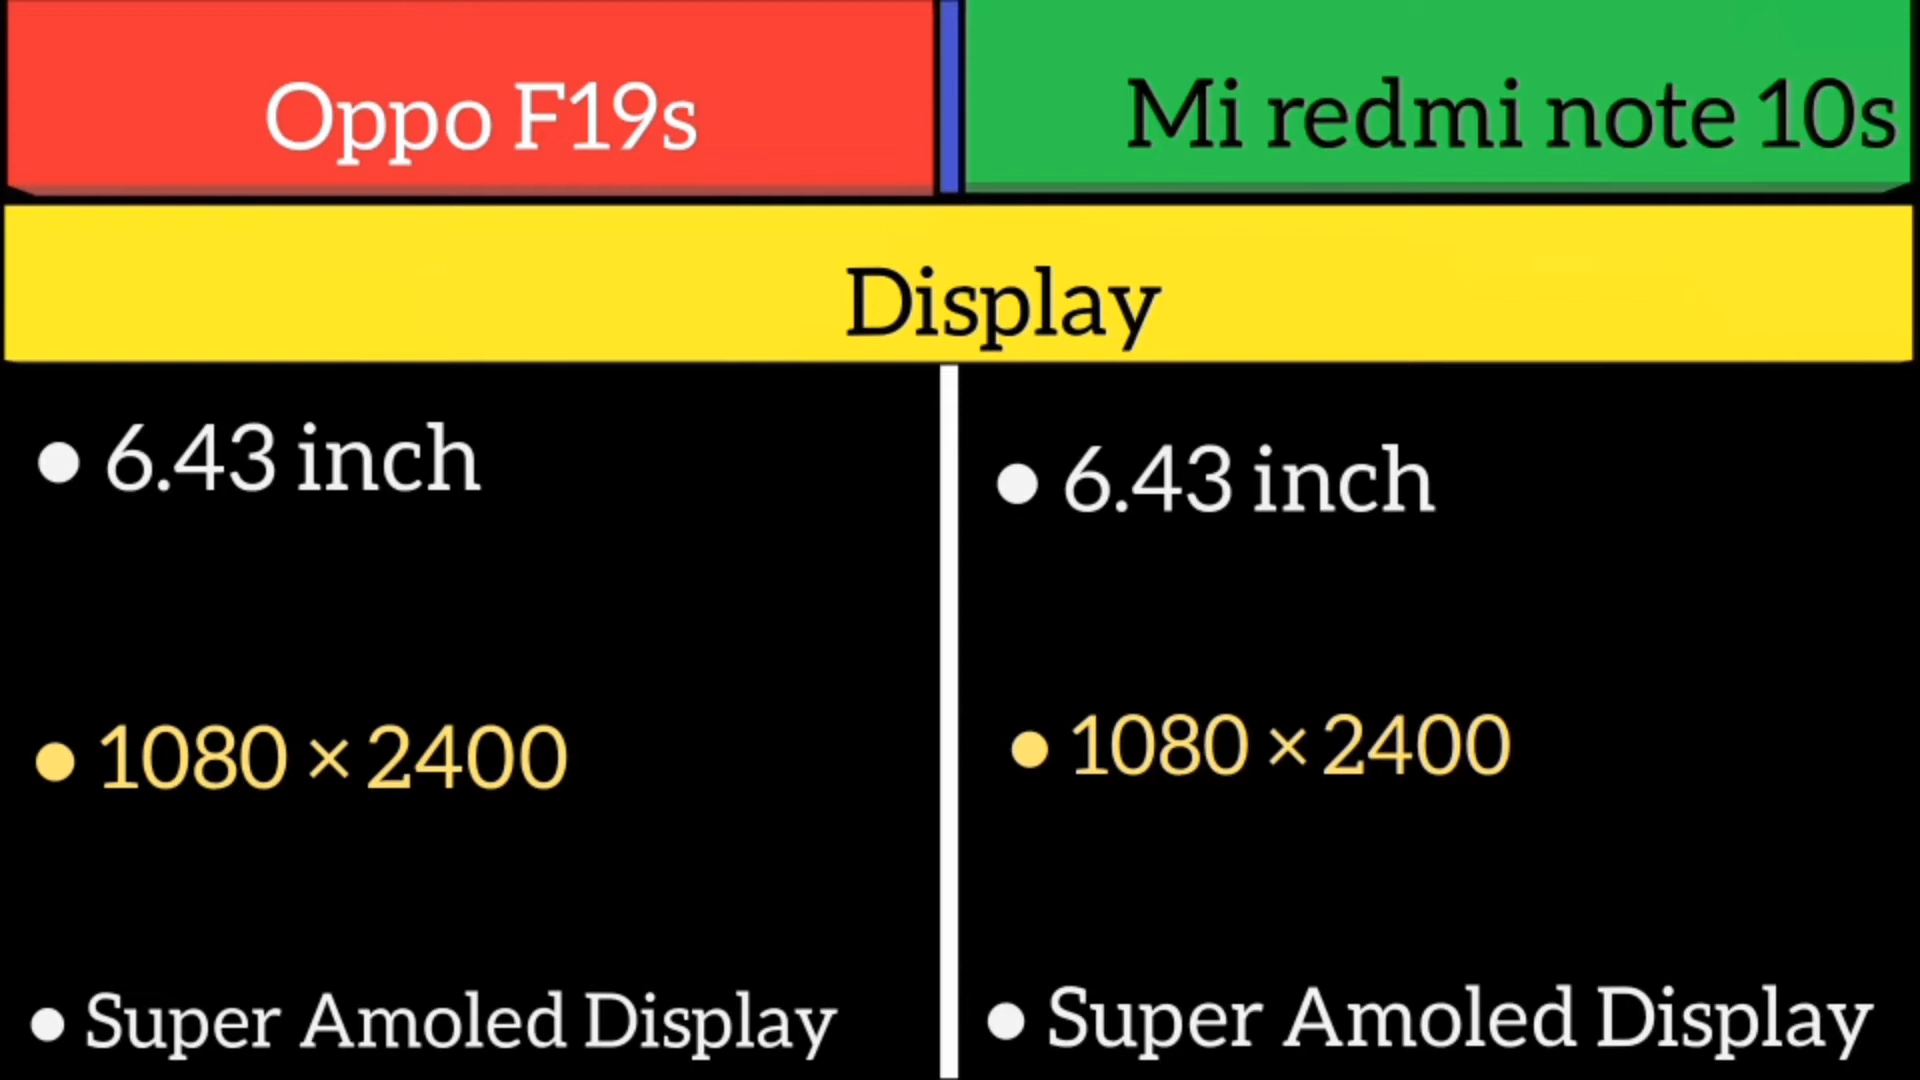 Oppo F19s
Mi redmi note 10s
Display
● 6.43 inch
● 6.43 inch
● 1080 × 2400
● 1080 × 2400
● Super Amoled Display
● Super Amoled Display